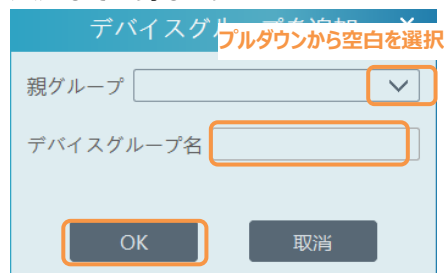 デバイスグループを追加
プルダウンから空白を選択
親グループ
デバイスグループ名
OK
取消